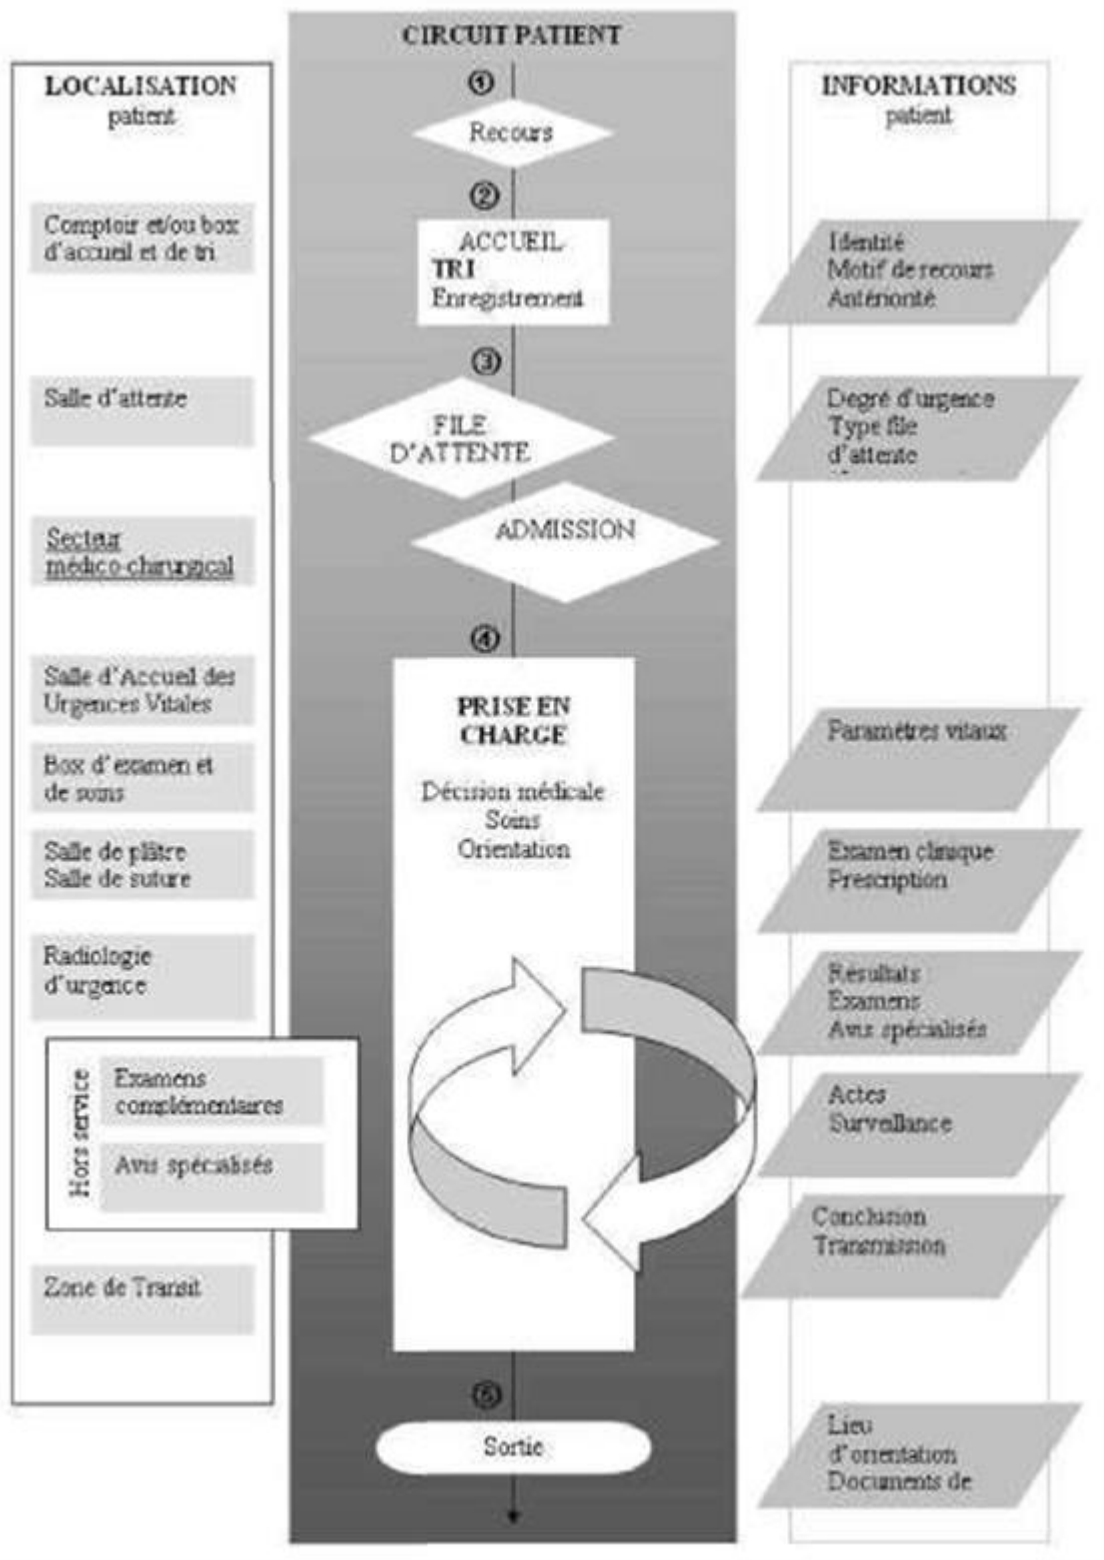 CIRCUIT PATIENT
LOCALISATION
patient
Comptoir et/ou box
d'accueil et de tri
Salle d'attente
Secteur
médico-chirurgical
Salle d'Accueil des
Urgences Vitales
Box d'examen et
de soins
Salle de plâtre
Salle de suture
Radiologie
d'urgence
Hors service
Examens
complémentaires
Avis spécialisés
Zone de Transit
①
Recours
②
ACCUEIL
TRI
Enregistrement
③
FILE
D'ATTENTE
ADMISSION
④
PRISE EN
CHARGE
Décision médicale
Soins
Orientation
⑤
Sortie
INFORMATIONS
patient
Identité
Motif de recours
Antériorité
Degré d'urgence
Type file
d'attente
Paramètres vitaux
Examen clinique
Prescription
Résultats
Examens
Avis spécialisés
Actes
Surveillance
Conclusion
Transmission
Lieu
d'orientation
Documents de